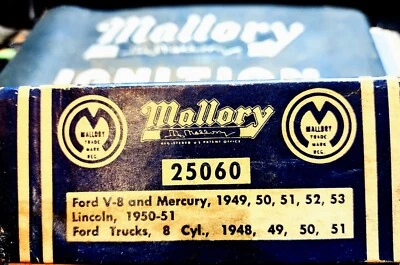 Mallory
IGNITION
Mallory
M Mallory
REGISTERED U S PATENT OFFICE
M
MALLORY
TRADE
MARK
REG.
M
MALLORY
TRADE
MARK
REG.
25060
Ford V-8 and Mercury, 1949, 50, 51, 52, 53
Lincoln, 1950-51
Ford Trucks, 8 Cyl., 1948, 49, 50, 51